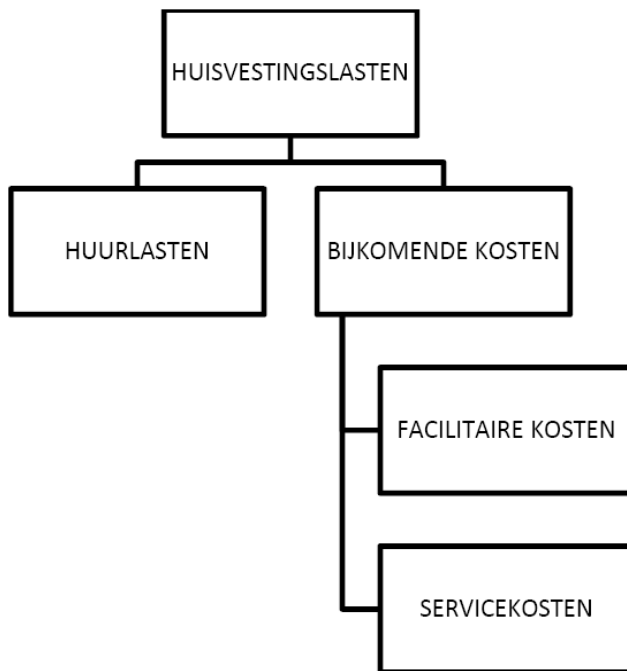 HUISVESTINGSLASTEN
HUURLASTEN
BIJKOMENDE KOSTEN
FACILITAIRE KOSTEN
SERVICEKOSTEN